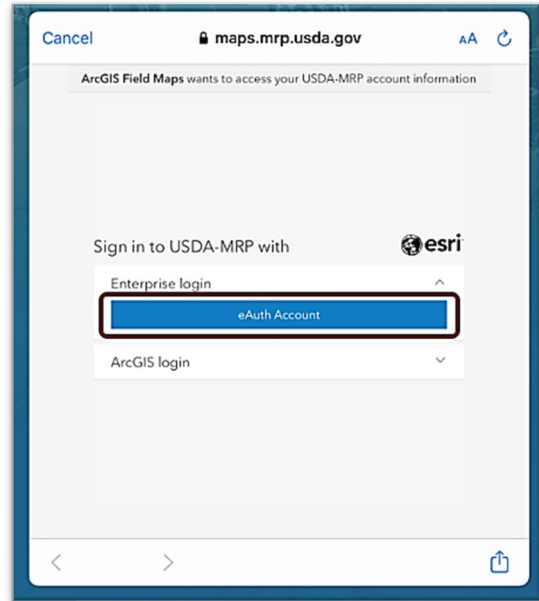 Cancel maps.mrp.usda.gov AA
ArcGIS Field Maps wants to access your USDA-MRP account information
Sign in to USDA-MRP with esri
Enterprise login
eAuth Account
ArcGIS login